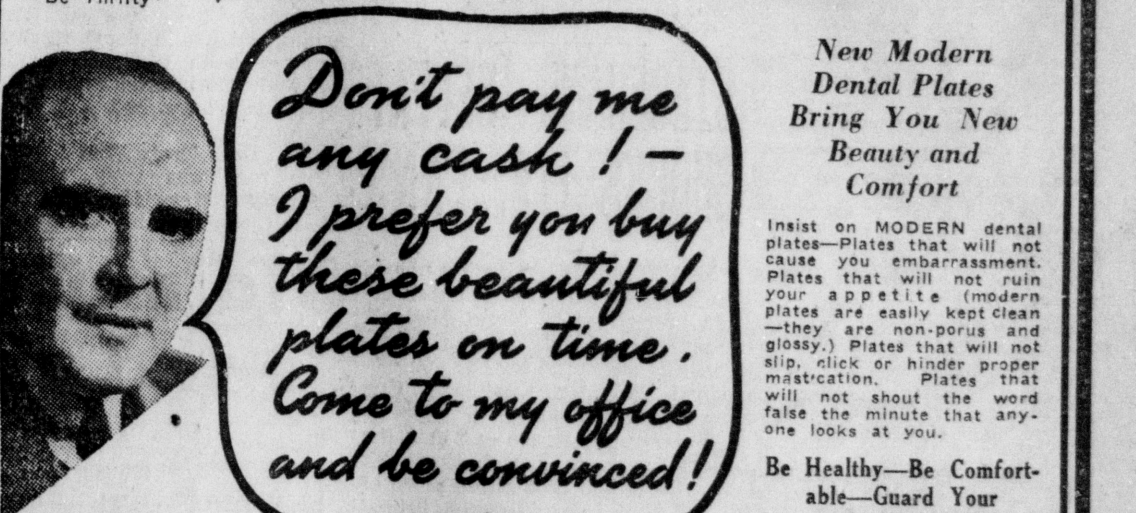 Be Thrifty
Don't pay me
any cash! —
I prefer you buy
these beautiful
plates on time.
Come to my office
and be convinced!
New Modern
Dental Plates
Bring You New
Beauty and
Comfort
Insist on MODERN dental
plates—Plates that will not
cause you embarrassment.
Plates that will not ruin
your appetite (modern
plates are easily kept clean
—they are non-porus and
glossy.) Plates that will not
slip, click or hinder proper
mastication. Plates that
will not shout the word
false the minute that any-
one looks at you.
Be Healthy—Be Comfort-
able—Guard Your